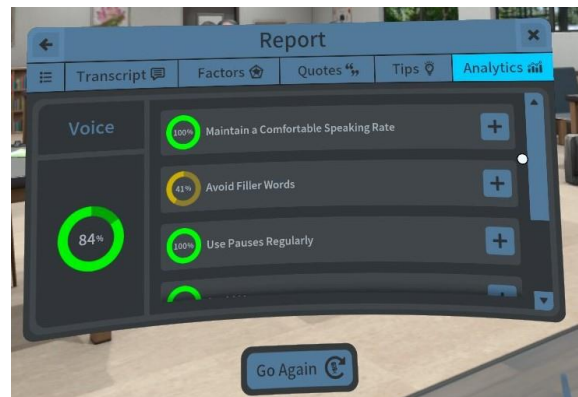 Report
Transcript
Factors
Quotes
Tips
Analytics
Voice
84%
100% Maintain a Comfortable Speaking Rate
41% Avoid Filler Words
100% Use Pauses Regularly
Go Again